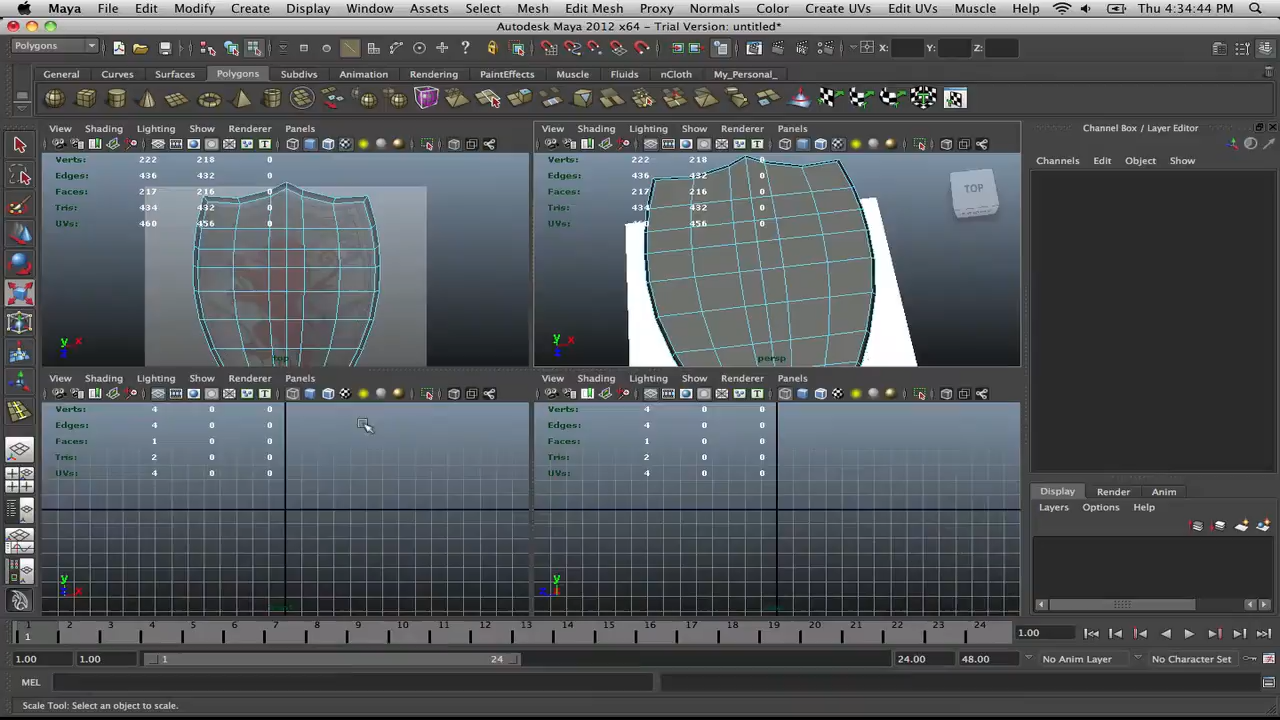 Maya File Edit Modify Create Display Window Assets Select Mesh Edit Mesh Proxy Normals Color Create UVs Edit UVs Muscle Help Thu 4:34:44 PM
Autodesk Maya 2012 x64 - Trial Version: untitled*
Polygons X: Y: Z:
General Curves Surfaces Polygons Subdivs Animation Rendering PaintEffects Muscle Fluids nCloth My_Personal_
View Shading Lighting Show Renderer Panels View Shading Lighting Show Renderer Panels Channel Box / Layer Editor
Channels Edit Object Show
Verts: 222 218 0 Verts: 222 218 0
Edges: 436 432 0 Edges: 436 432 0
Faces: 217 216 0 Faces: 217 216 0
Tris: 434 432 0 Tris: 434 432 0
UVs: 460 456 0 UVs: 460 456 0
TOP
y x y x
top persp
View Shading Lighting Show Renderer Panels View Shading Lighting Show Renderer Panels
Verts: 4 0 0 Verts: 4 0 0
Edges: 4 0 0 Edges: 4 0 0
Faces: 1 0 0 Faces: 1 0 0
Tris: 2 0 0 Tris: 2 0 0
UVs: 4 0 0 UVs: 4 0 0
Display Render Anim
Layers Options Help
y x y
1 2 3 4 5 6 7 8 9 10 11 12 13 14 15 16 17 18 19 20 21 22 23 24
1 1.00
1.00 1.00 1 24 24.00 48.00 No Anim Layer No Character Set
MEL
Scale Tool: Select an object to scale.